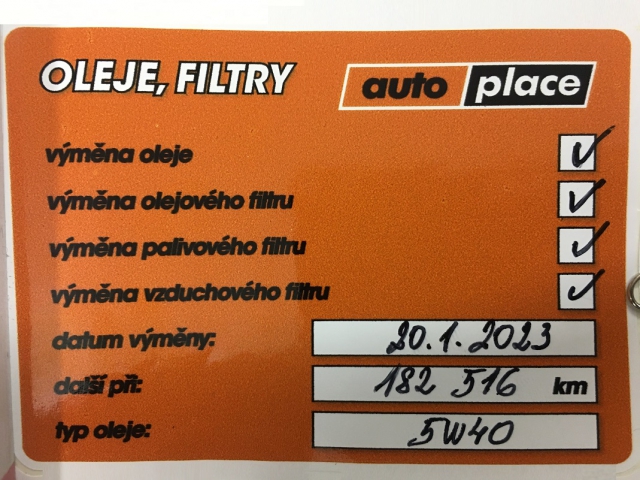 OLEJE, FILTRY auto place
výměna oleje ✓
výměna olejového filtru ✓
výměna palivového filtru ✓
výměna vzduchového filtru ✓
datum výměny: 20.1.2023
další při: 182 516 km
typ oleje: 5W40